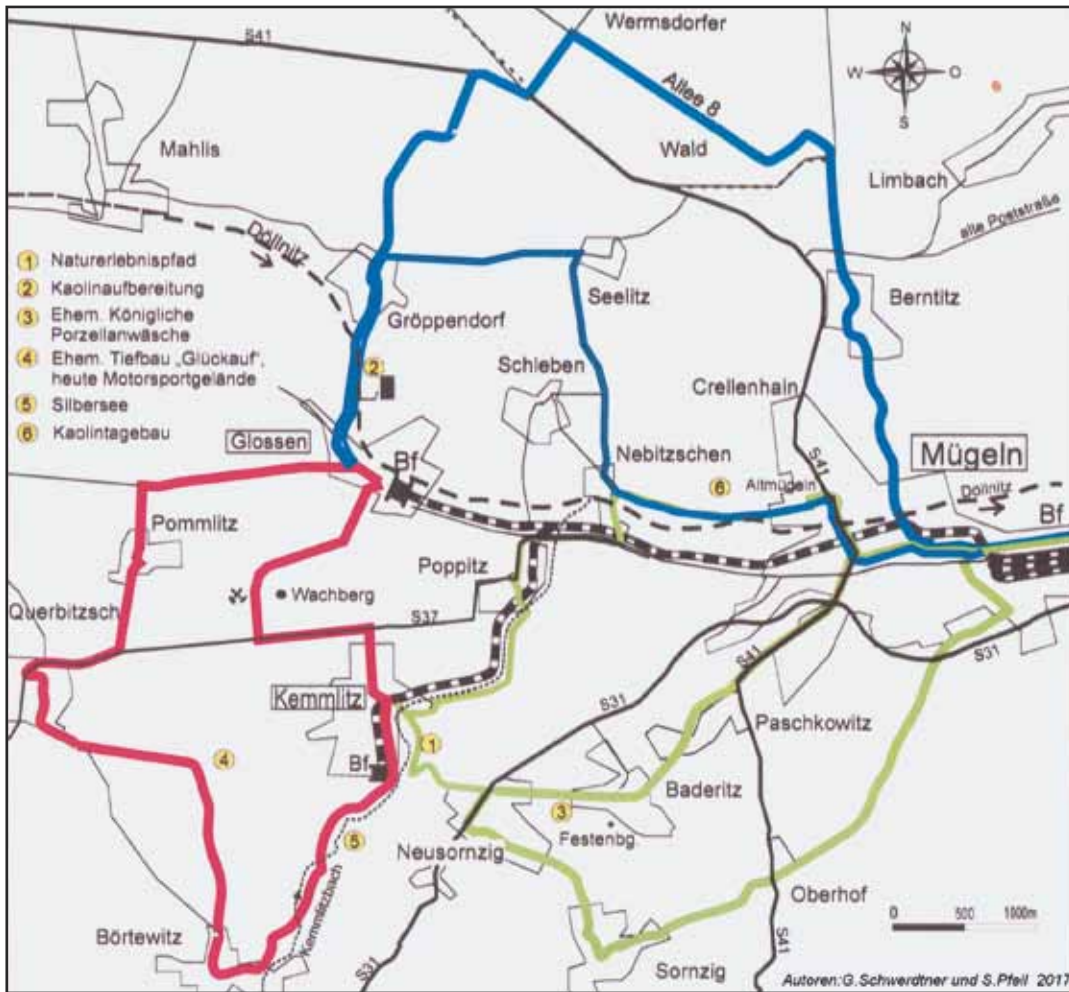 Wermsdorfer
S41
N
W
O
S
Allee 8
Mahlis
Wald
Limbach
alte Poststraße
Döllnitz
1 Naturerlebnispfad
2 Kaolinaufbereitung
3 Ehem. Königliche
Porzellanwäsche
4 Ehem. Tiefbau „Glückauf“,
heute Motorsportgelände
5 Silbersee
6 Kaolintagebau
Seelitz
Berntitz
Gröppendorf
2
Schleben
Crellenhain
Glossen
Bf
Nebitzschen
S41
Mügeln
6
Altmügeln
Döllnitz
Bf
Pommlitz
Poppitz
Wachberg
Querbitzsch
S37
S41
S31
Kemmlitz
S31
Paschkowitz
1
4
Bf
Baderitz
3
Festenbg
5
Neusornzig
Kemmlitzbach
Oberhof
0 500 1000m
Börtewitz
S31
S41
Sornzig
Autoren:G.Schwerdtner und S.Pfeil 2017